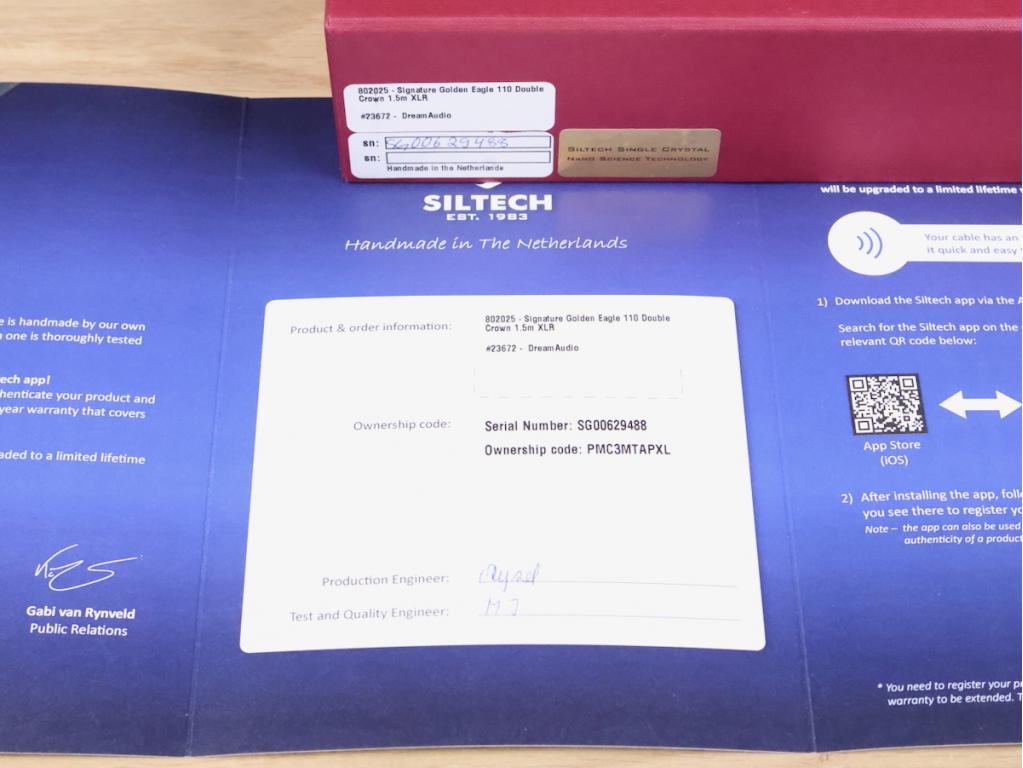 802025 - Signature Golden Eagle 110 Double
Crown 1.5m XLR
#23672 - DreamAudio
sn: SG00629488
sn:
Handmade in the Netherlands
SILTECH SINGLE CRYSTAL
NANO SCIENCE TECHNOLOGY
SILTECH
EST. 1983
Handmade in The Netherlands
e is handmade by our own
one is thoroughly tested
tech app!
henticate your product and
year warranty that covers
aded to a limited lifetime
Gabi van Rynveld
Public Relations
Product & order information:
802025 - Signature Golden Eagle 110 Double
Crown 1.5m XLR
#23672 - DreamAudio
Ownership code:
Serial Number: SG00629488
Ownership code: PMC3MTAPXL
Production Engineer:
Test and Quality Engineer: MJ
will be upgraded to a limited lifetime
Your cable has an
it quick and easy
1) Download the Siltech app via the A
Search for the Siltech app on the
relevant QR code below:
App Store
(iOS)
2) After installing the app, foll
you see there to register yo
Note – the app can also be used
authenticity of a product
* You need to register your pr
warranty to be extended. T